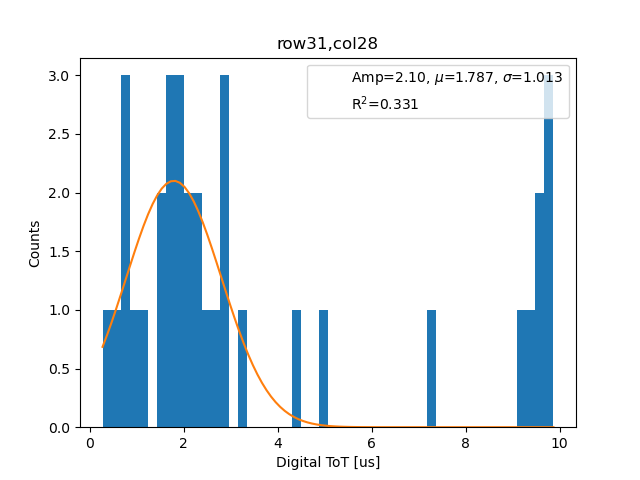 row31,col28
Amp=2.10, μ=1.787, σ=1.013
R²=0.331
Counts
3.0
2.5
2.0
1.5
1.0
0.5
0.0
0 2 4 6 8 10
Digital ToT [us]